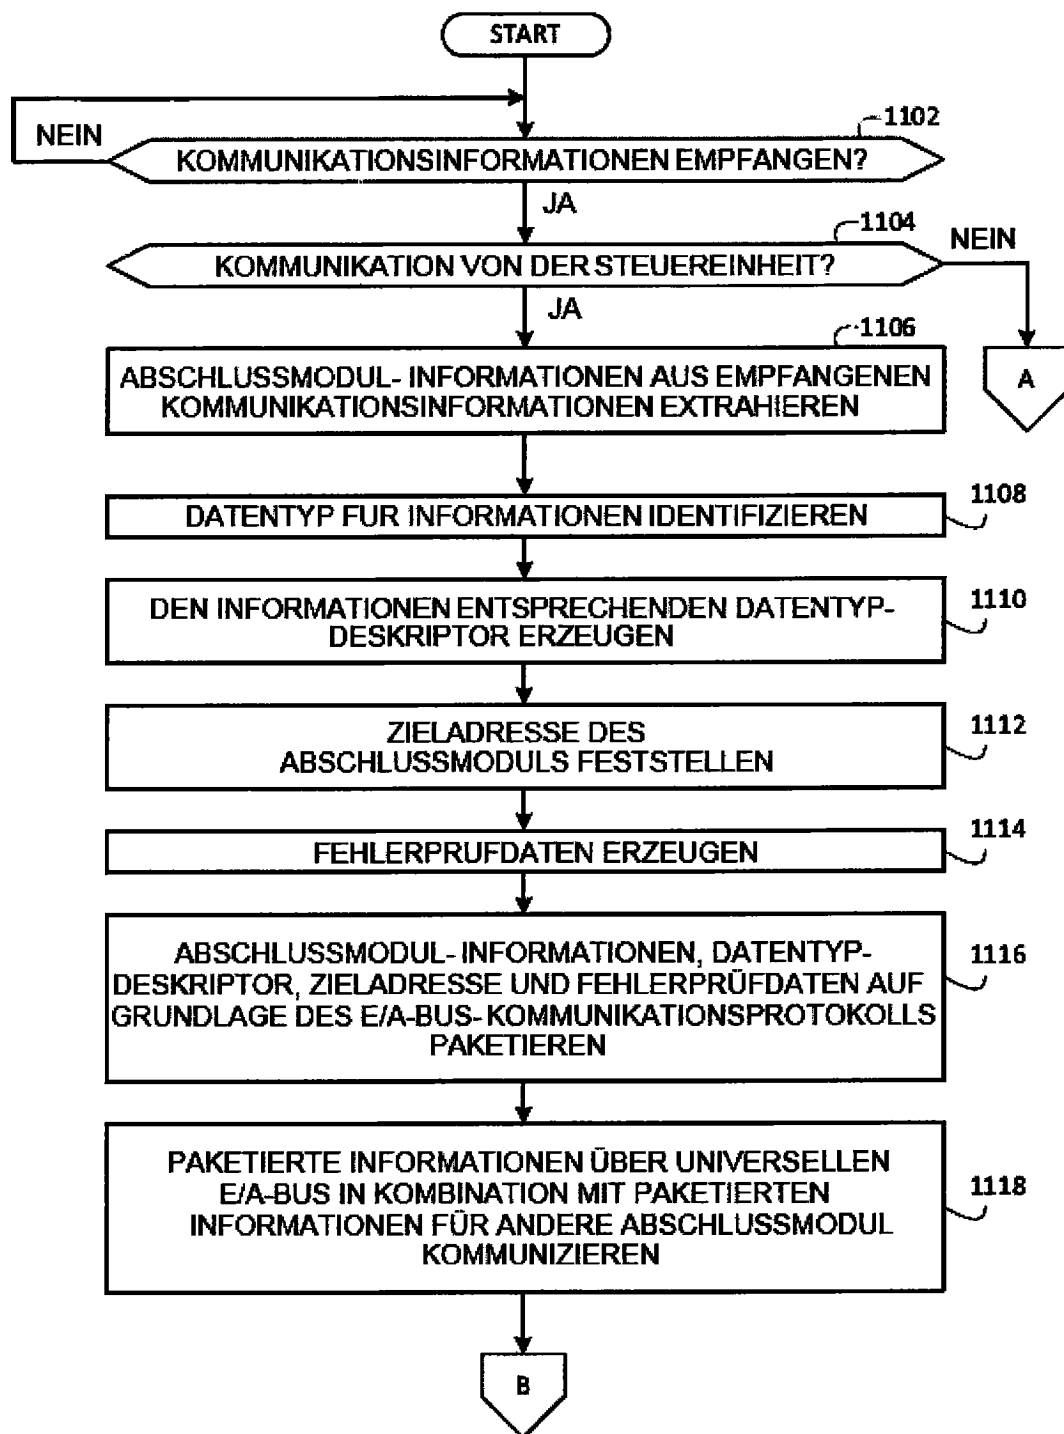 START
NEIN
1102
KOMMUNIKATIONSINFORMATIONEN EMPFANGEN?
JA
1104
NEIN
KOMMUNIKATION VON DER STEUEREINHEIT?
JA
1106
ABSCHLUSSMODUL- INFORMATIONEN AUS EMPFANGENEN
KOMMUNIKATIONSINFORMATIONEN EXTRAHIEREN
A
1108
DATENTYP FUR INFORMATIONEN IDENTIFIZIEREN
1110
DEN INFORMATIONEN ENTSPRECHENDEN DATENTYP-
DESKRIPTOR ERZEUGEN
1112
ZIELADRESSE DES
ABSCHLUSSMODULS FESTSTELLEN
1114
FEHLERPRUFDATEN ERZEUGEN
1116
ABSCHLUSSMODUL- INFORMATIONEN, DATENTYP-
DESKRIPTOR, ZIELADRESSE UND FEHLERPRÜFDATEN AUF
GRUNDLAGE DES E/A-BUS- KOMMUNIKATIONSPROTOKOLLS
PAKETIEREN
1118
PAKETIERTE INFORMATIONEN ÜBER UNIVERSELLEN
E/A-BUS IN KOMBINATION MIT PAKETIERTEN
INFORMATIONEN FÜR ANDERE ABSCHLUSSMODUL
KOMMUNIZIEREN
B